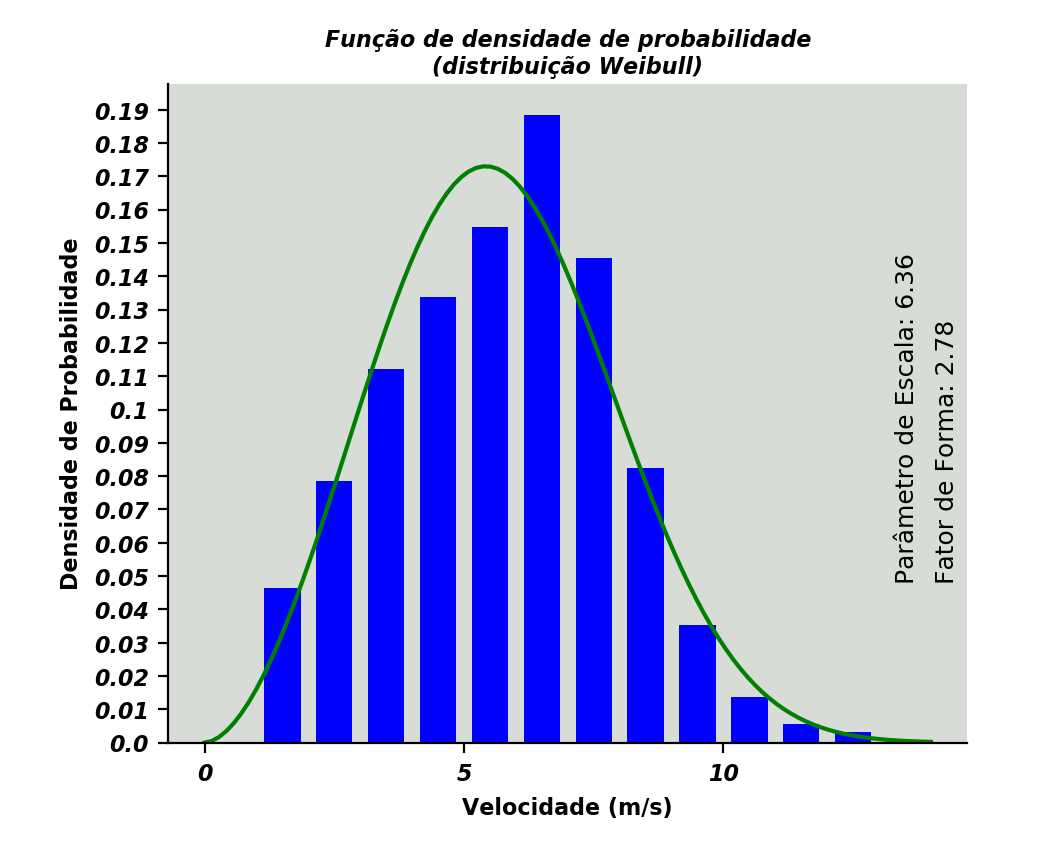 Função de densidade de probabilidade
(distribuição Weibull)
Densidade de Probabilidade
0.19
0.18
0.17
0.16
0.15
0.14
0.13
0.12
0.11
0.1
0.09
0.08
0.07
0.06
0.05
0.04
0.03
0.02
0.01
0.0
Parâmetro de Escala: 6.36
Fator de Forma: 2.78
0 5 10
Velocidade (m/s)